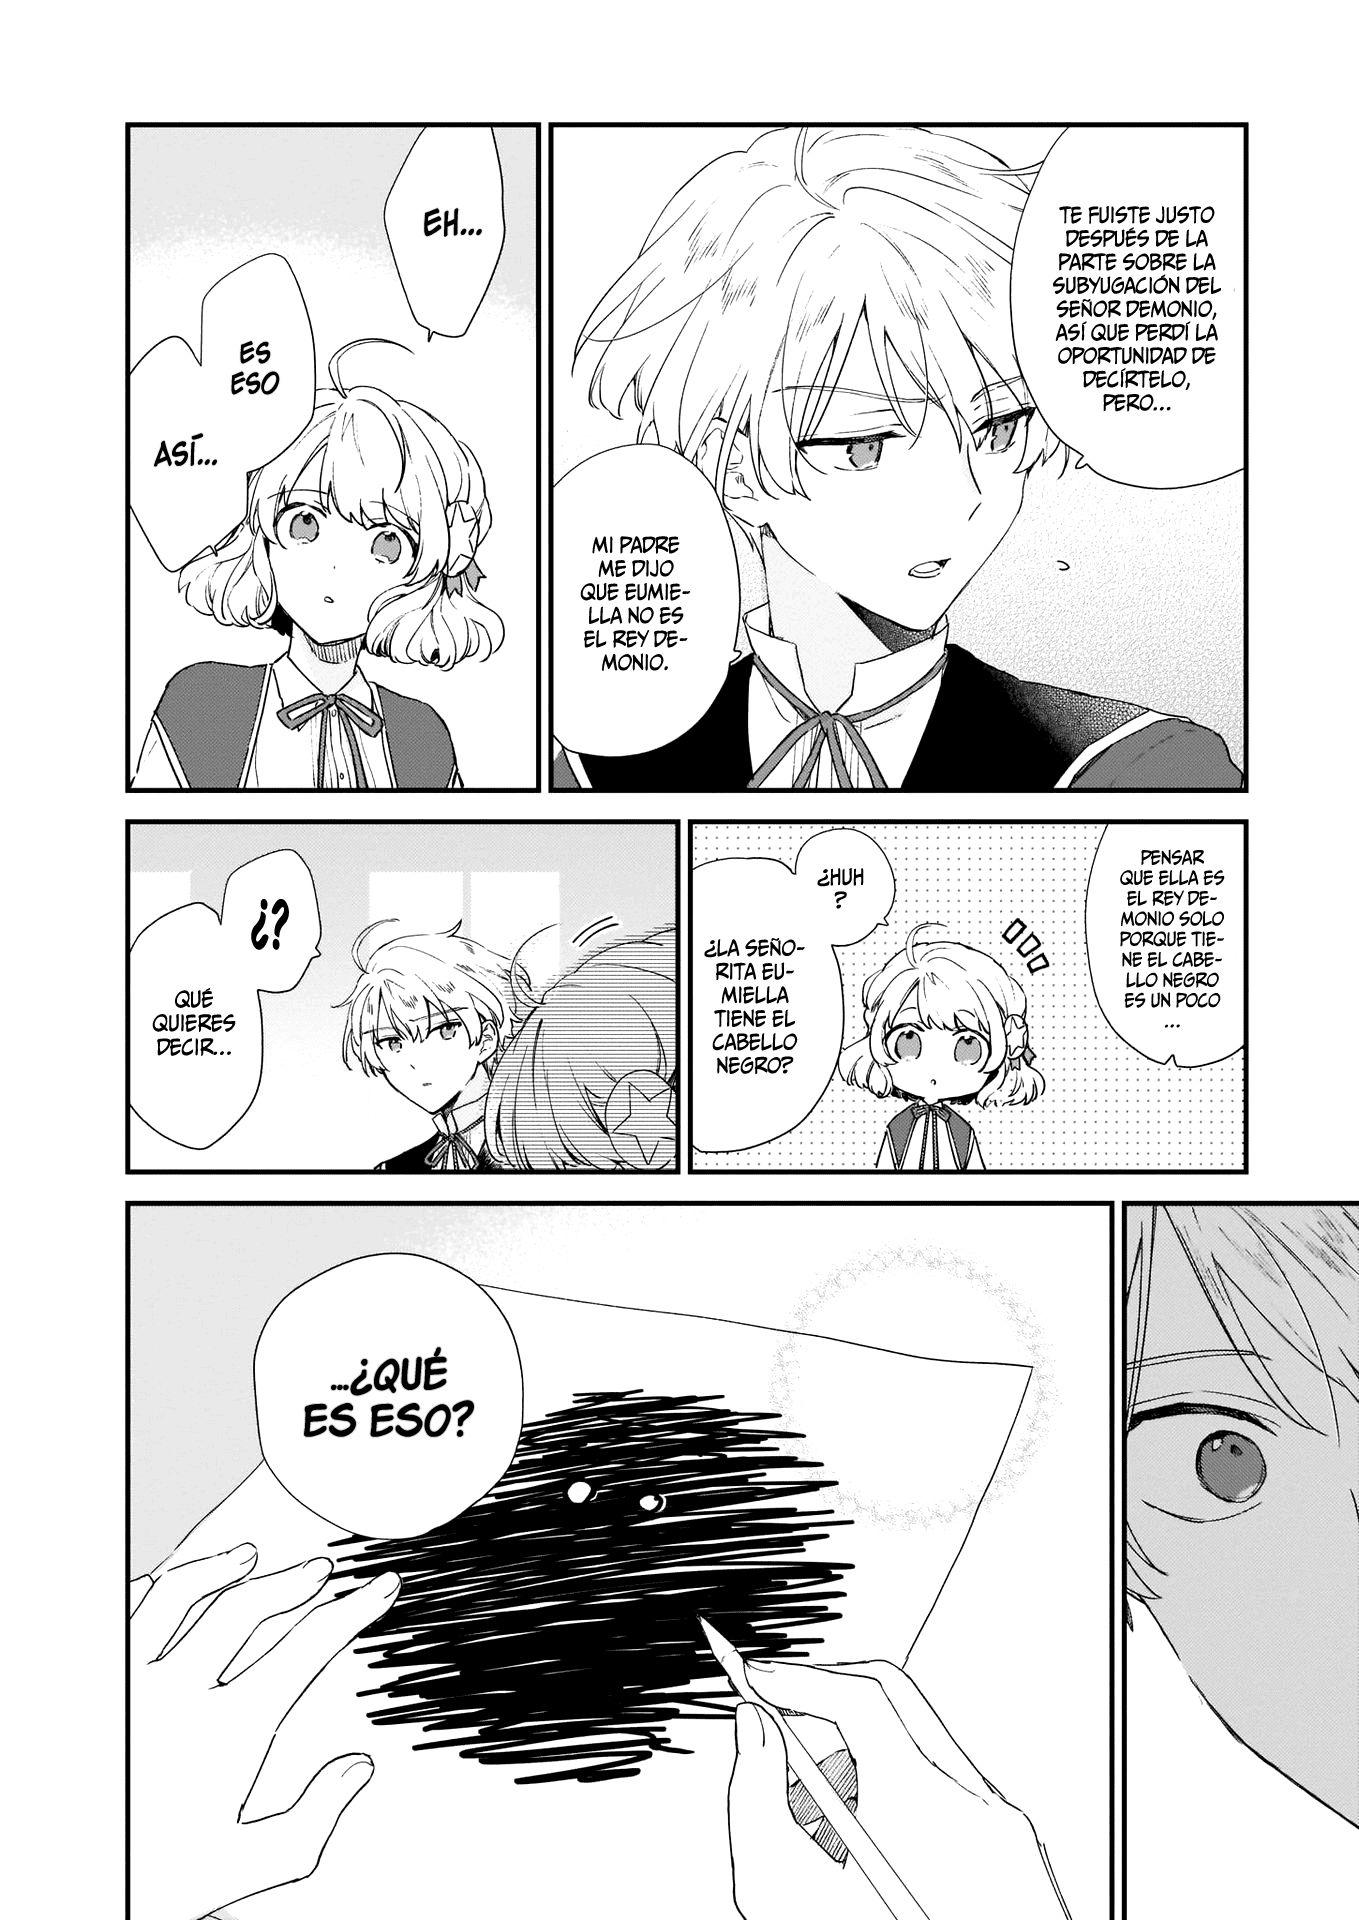 TE FUISTE JUSTO
DESPUÉS DE LA
PARTE SOBRE LA
SUBYUGACIÓN DEL
SEÑOR DEMONIO,
ASÍ QUE PERDÍ LA
OPORTUNIDAD DE
DECÍRTELO,
PERO...
MI PADRE
ME DIJO
QUE EUMIE-
LLA NO ES
EL REY DE-
MONIO.
EH...
ES
ESO
ASÍ...
PENSAR
QUE ELLA ES
EL REY DE-
MONIO SOLO
PORQUE TIE-
NE EL CABE-
LLO NEGRO
ES UN POCO
...
¿HUH
?
¿LA SEÑO-
RITA EU-
MIELLA
TIENE EL
CABELLO
NEGRO?
¿?
QUÉ
QUIERES
DECIR...
...¿QUÉ
ES ESO?